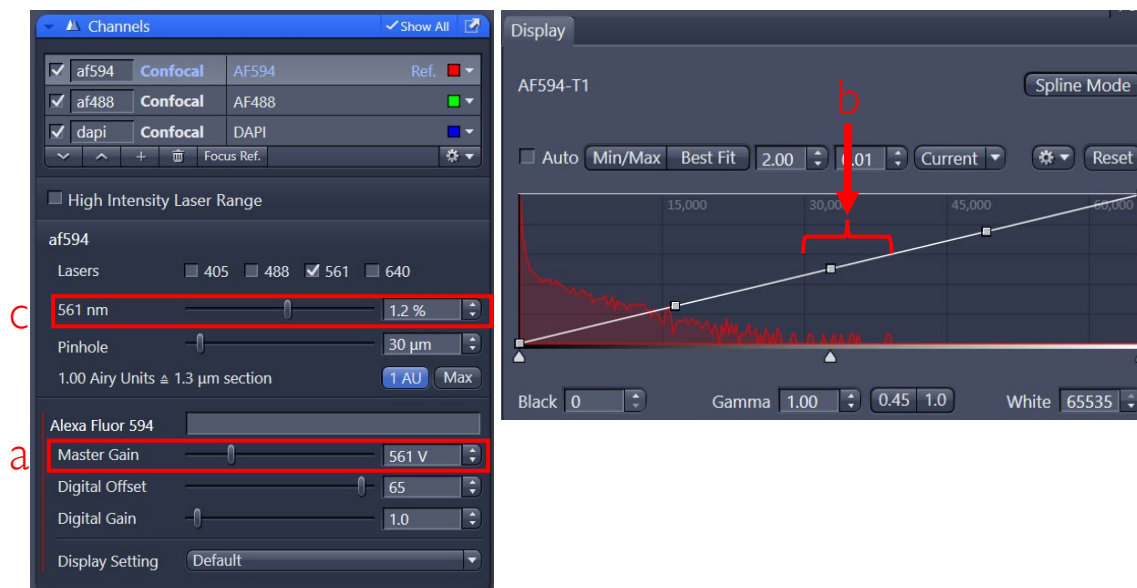 Channels Show All
af594 Confocal AF594 Ref.
af488 Confocal AF488
dapi Confocal DAPI
+ Focus Ref.
High Intensity Laser Range
af594
Lasers 405 488 561 640
c
561 nm 1.2 %
Pinhole 30 µm
1.00 Airy Units ≙ 1.3 µm section 1 AU Max
Alexa Fluor 594
a
Master Gain 561 V
Digital Offset 65
Digital Gain 1.0
Display Setting Default
Display
AF594-T1 Spline Mode
b
Auto Min/Max Best Fit 2.00 0.01 Current Reset
15,000 30,000 45,000 60,000
Black 0 Gamma 1.00 0.45 1.0 White 65535